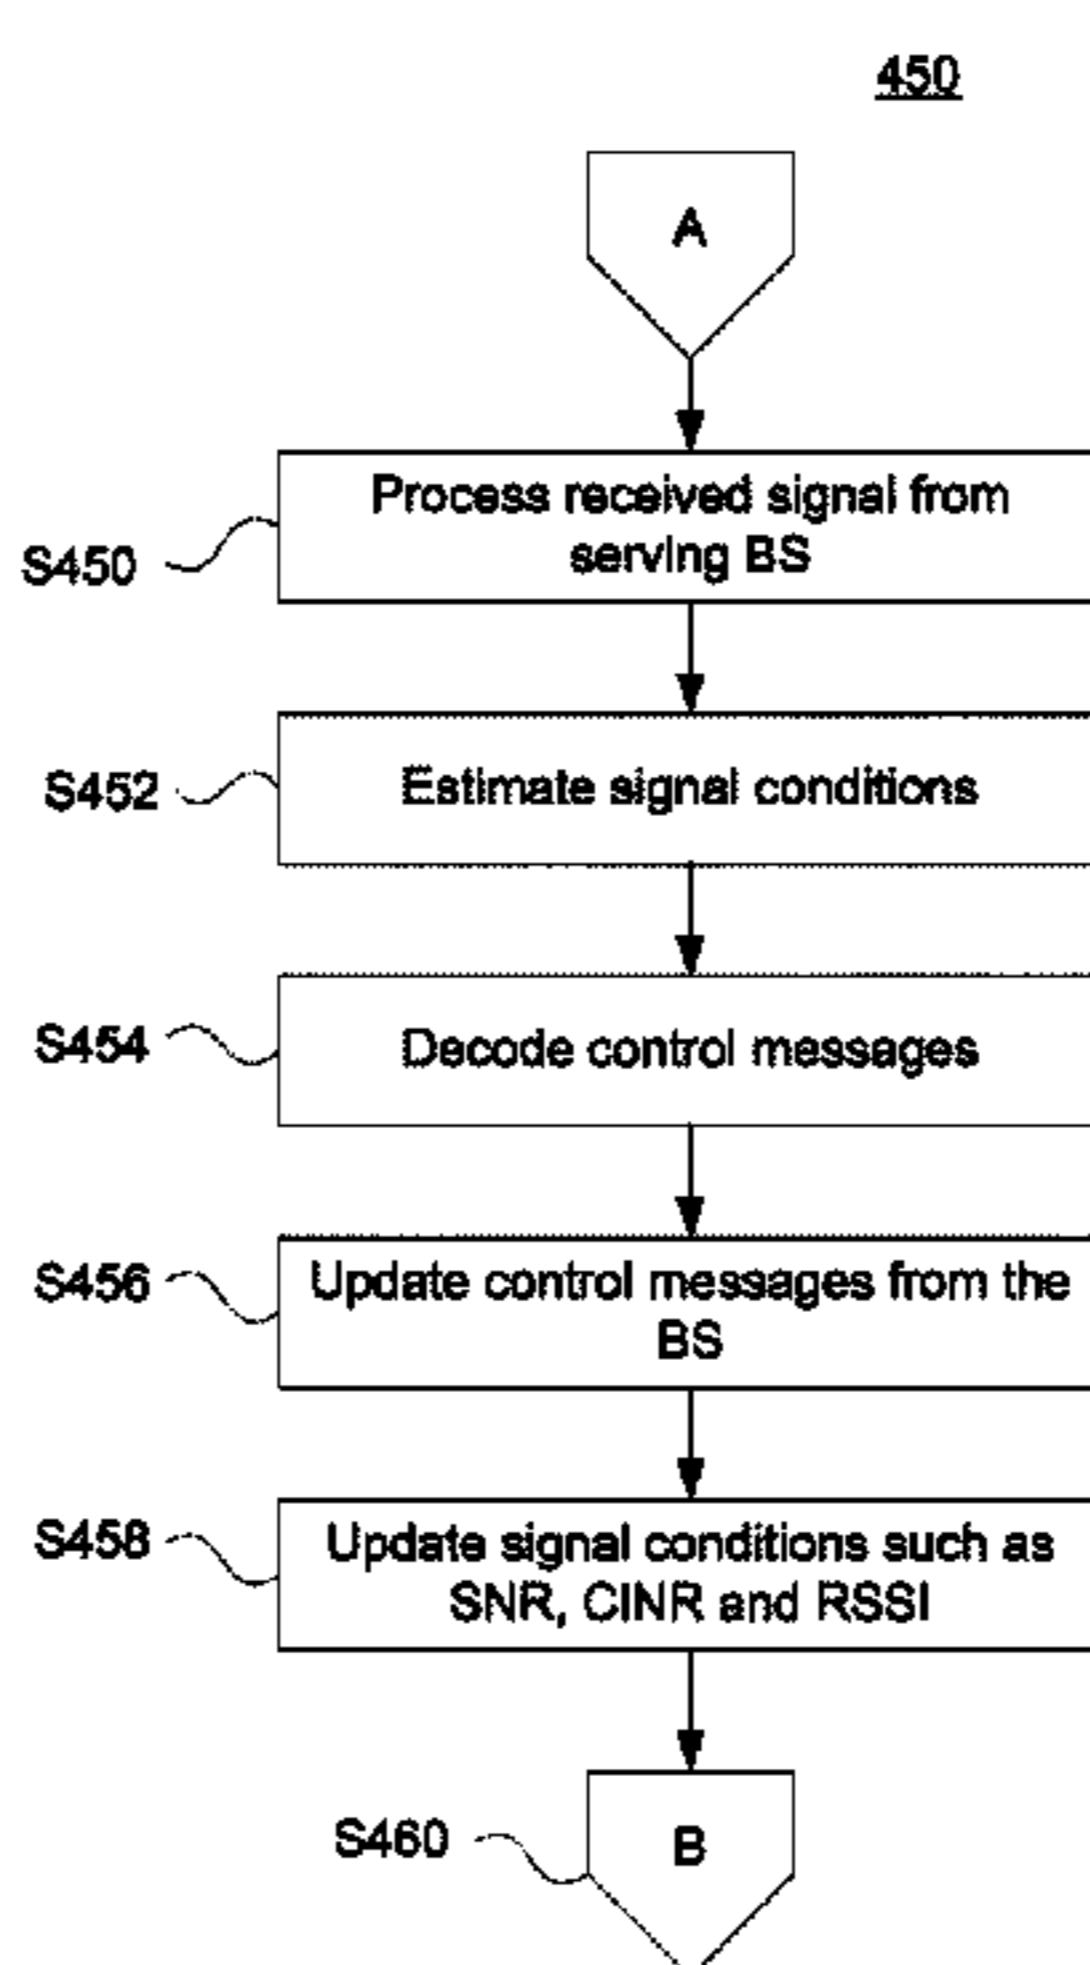 450
A
Process received signal from
serving BS
S450
Estimate signal conditions
S452
Decode control messages
S454
Update control messages from the
BS
S456
Update signal conditions such as
SNR, CINR and RSSI
S458
B
S460